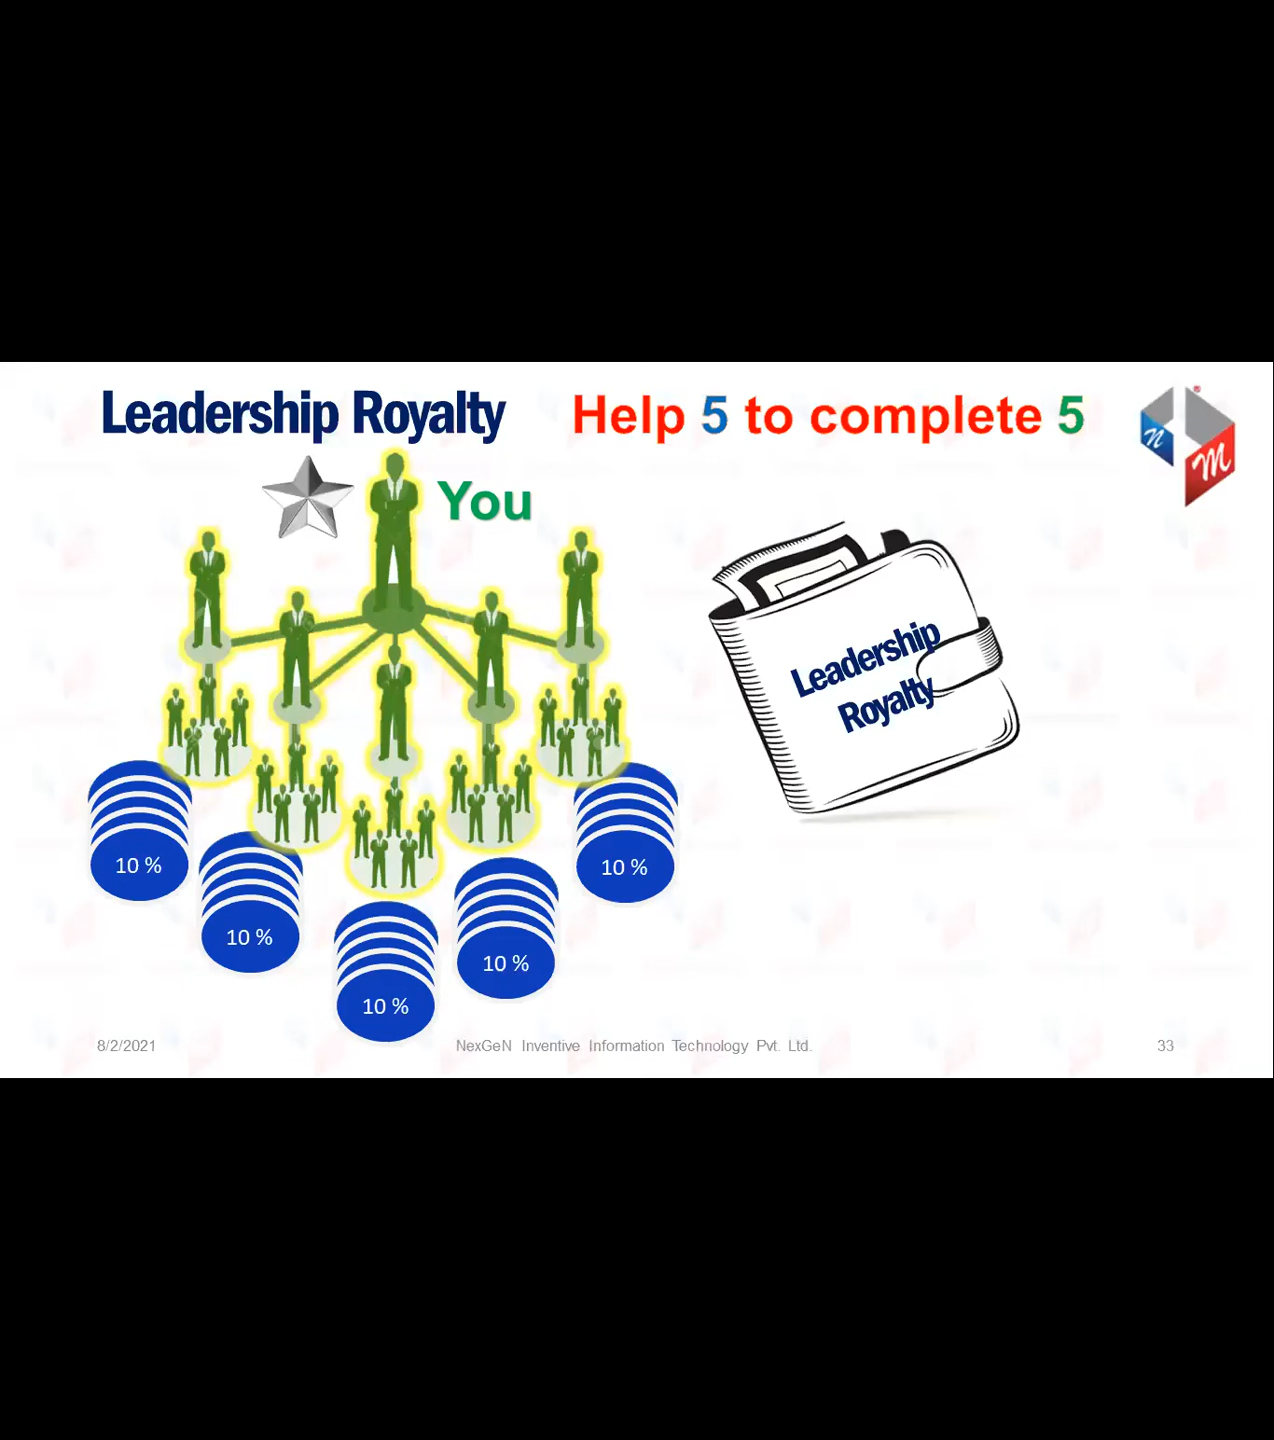 Leadership Royalty
Help 5 to complete 5
n
m
®
You
Leadership
Royalty
10 %
10 %
10 %
10 %
10 %
8/2/2021
NexGeN Inventive Information Technology Pvt. Ltd.
33